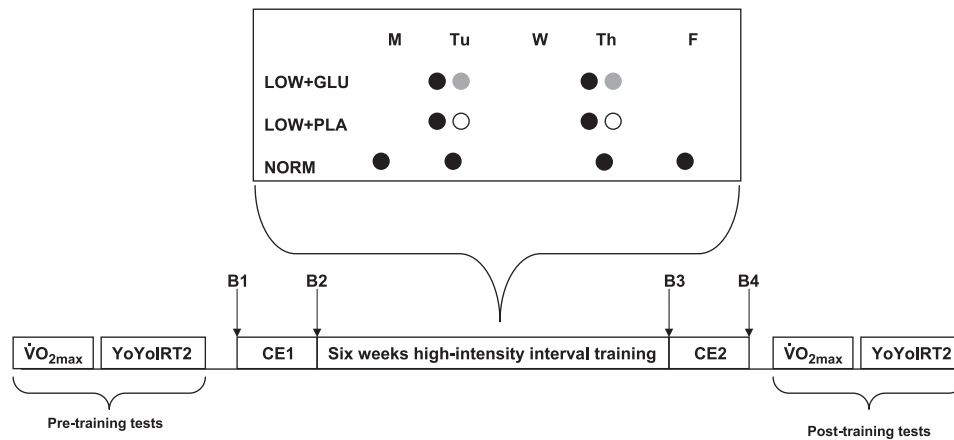 M Tu W Th F
LOW+GLU
LOW+PLA
NORM
B1 B2 B3 B4
V̇O2max YoYoIRT2 CE1 Six weeks high-intensity interval training CE2 V̇O2max YoYoIRT2
Pre-training tests Post-training tests